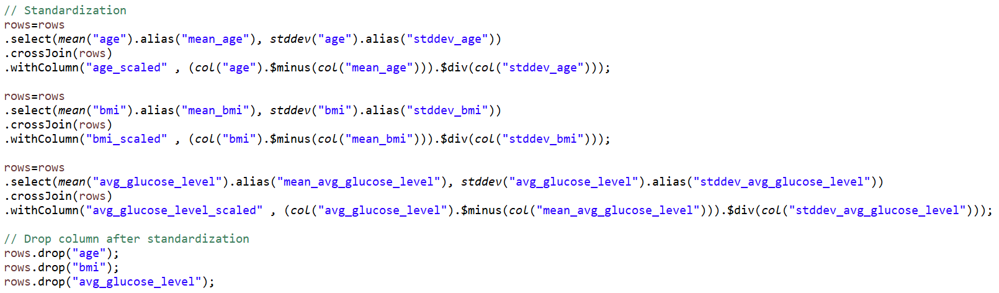 // Standardization
rows=rows
.select(mean("age").alias("mean_age"), stddev("age").alias("stddev_age"))
.crossJoin(rows)
.withColumn("age_scaled" , (col("age").$minus(col("mean_age"))).$div(col("stddev_age")));
rows=rows
.select(mean("bmi").alias("mean_bmi"), stddev("bmi").alias("stddev_bmi"))
.crossJoin(rows)
.withColumn("bmi_scaled" , (col("bmi").$minus(col("mean_bmi"))).$div(col("stddev_bmi")));
rows=rows
.select(mean("avg_glucose_level").alias("mean_avg_glucose_level"), stddev("avg_glucose_level").alias("stddev_avg_glucose_level"))
.crossJoin(rows)
.withColumn("avg_glucose_level_scaled" , (col("avg_glucose_level").$minus(col("mean_avg_glucose_level"))).$div(col("stddev_avg_glucose_level")));
// Drop column after standardization
rows.drop("age");
rows.drop("bmi");
rows.drop("avg_glucose_level");